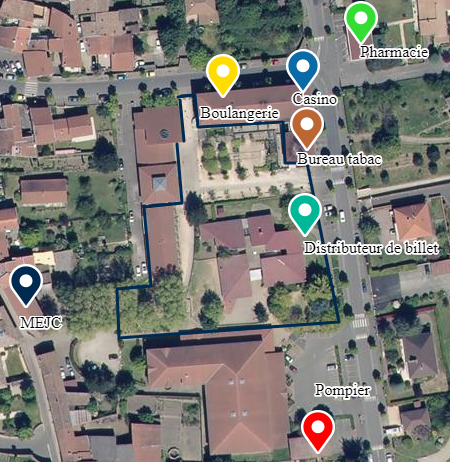 Pharmacie
Casino
Boulangerie
Bureau tabac
Distributeur de billet
MEJC
Pompier